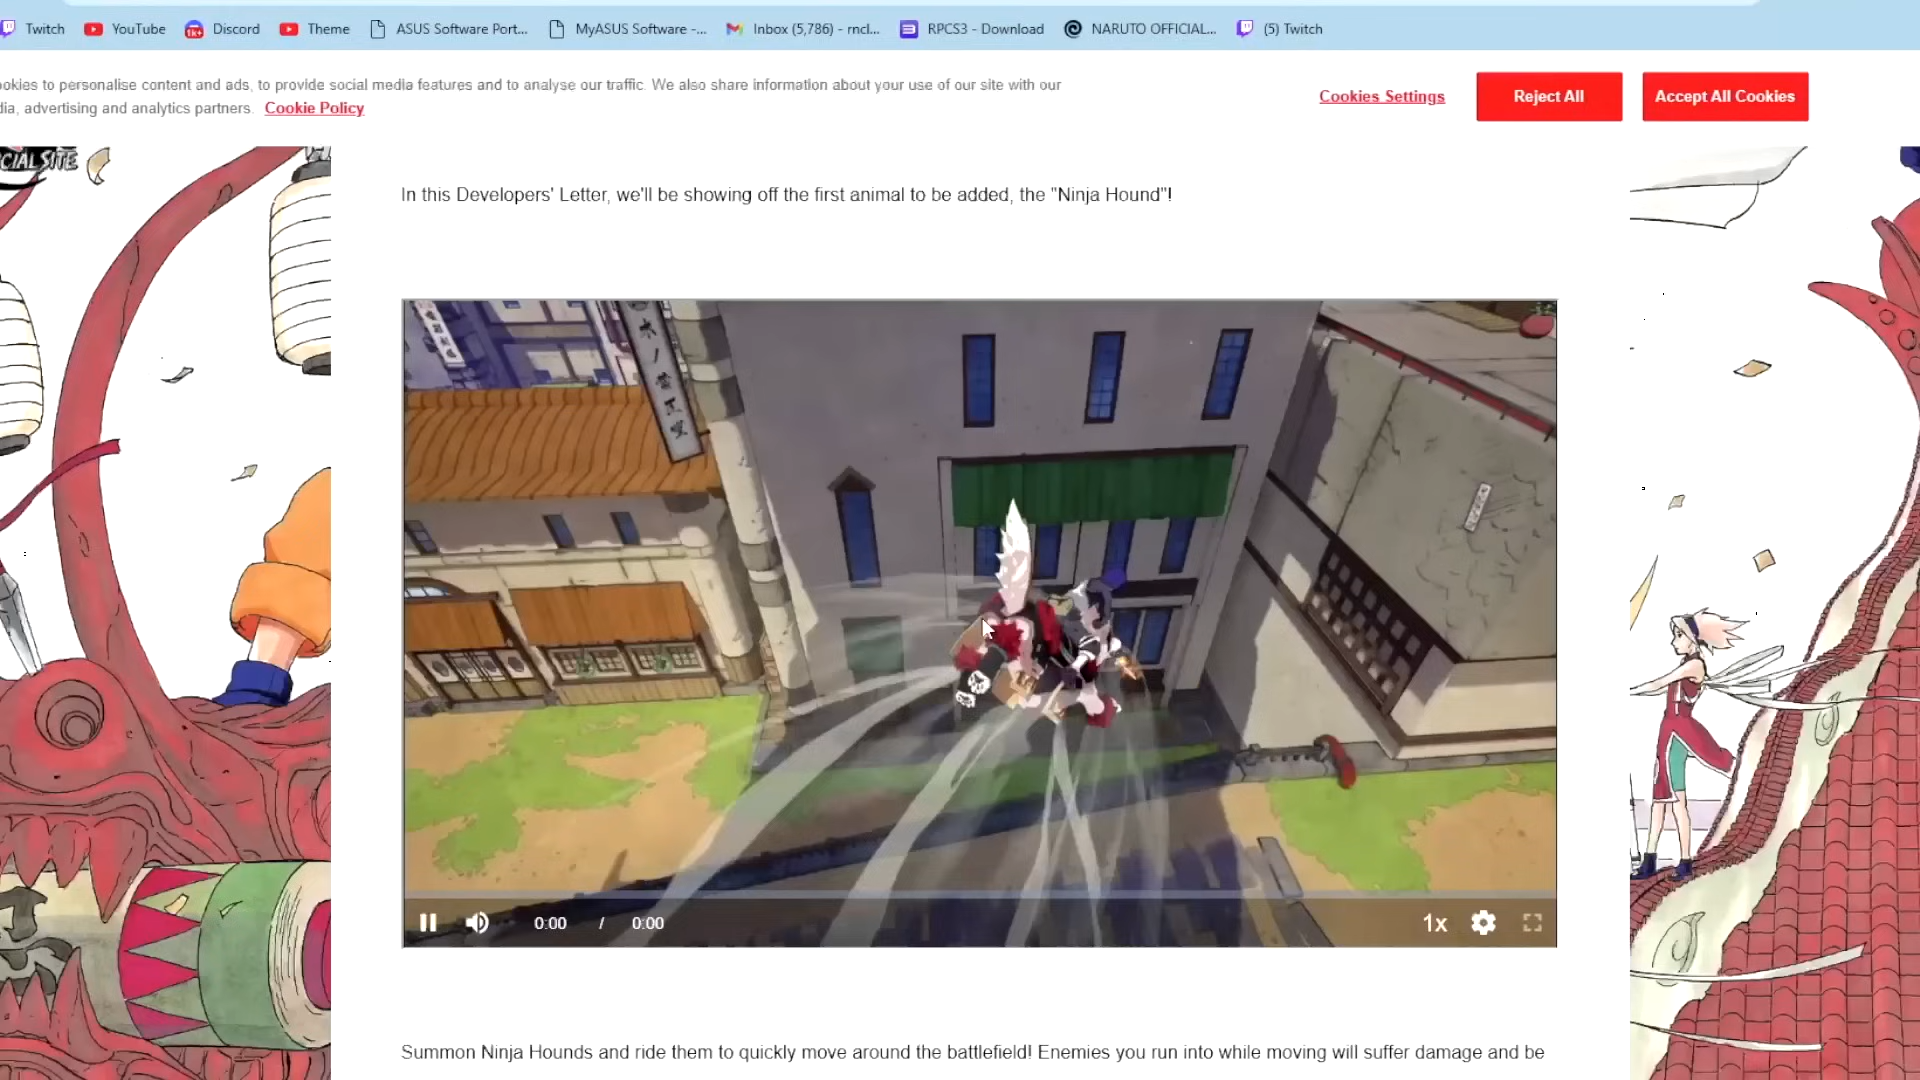 Twitch YouTube Discord Theme ASUS Software Port... MyASUS Software -... Inbox (5,786) - rncl... RPCS3 - Download NARUTO OFFICIAL... (5) Twitch
ookies to personalise content and ads, to provide social media features and to analyse our traffic. We also share information about your use of our site with our
dia, advertising and analytics partners. Cookie Policy
Cookies Settings
Reject All
Accept All Cookies
CIAL SITE
In this Developers' Letter, we'll be showing off the first animal to be added, the "Ninja Hound"!
0:00 / 0:00
1x
Summon Ninja Hounds and ride them to quickly move around the battlefield! Enemies you run into while moving will suffer damage and be